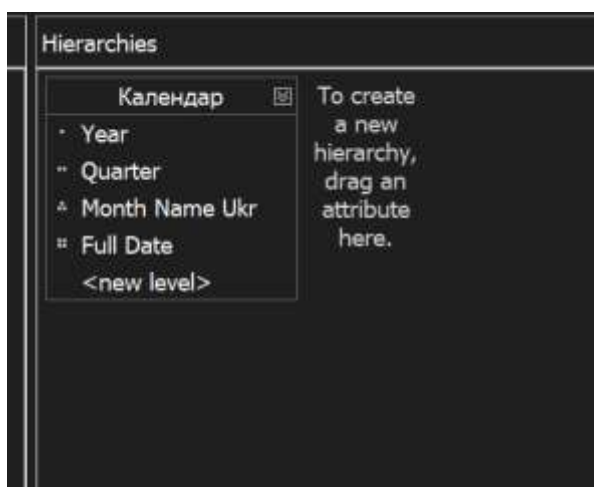 Hierarchies
Календар
Year
Quarter
Month Name Ukr
Full Date
<new level>
To create
a new
hierarchy,
drag an
attribute
here.